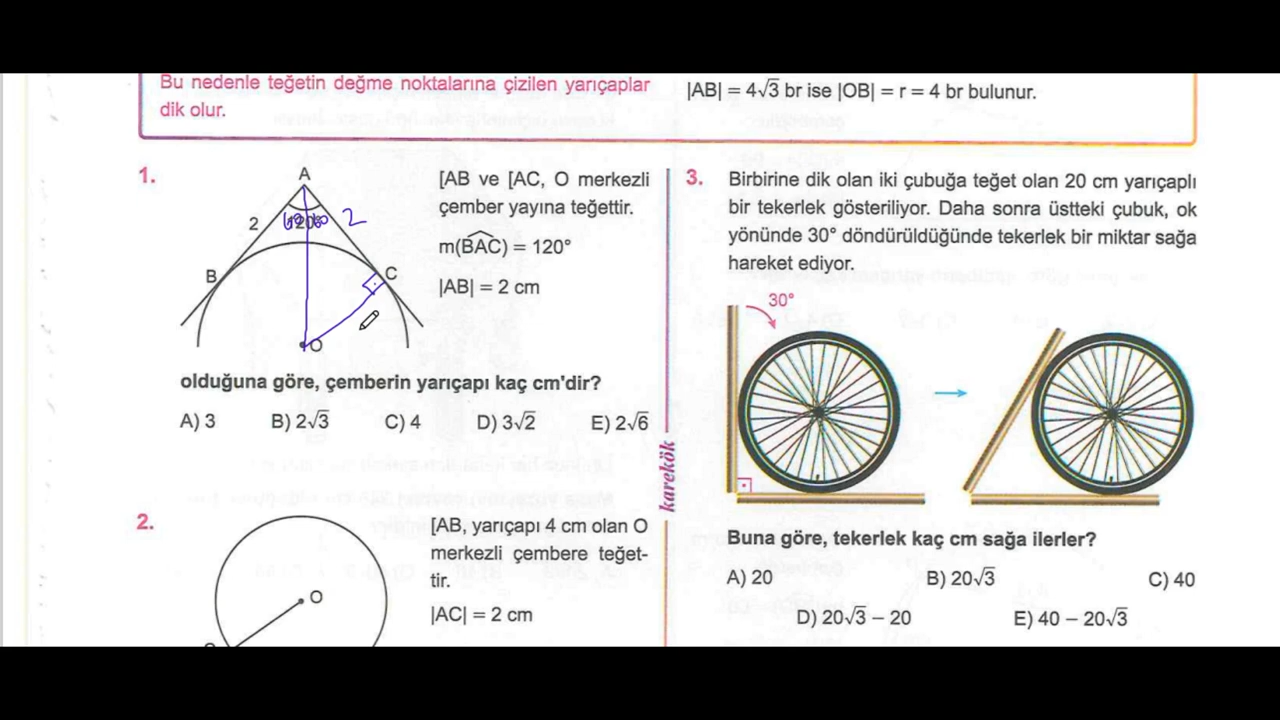 Bu nedenle teğetin değme noktalarına çizilen yarıçaplar
dik olur.
|AB| = 4√3 br ise |OB| = r = 4 br bulunur.
1.
A
2
120°
60
60
2
B
C
O
[AB ve [AC, O merkezli
çember yayına teğettir.
m(BAC) = 120°
|AB| = 2 cm
olduğuna göre, çemberin yarıçapı kaç cm'dir?
A) 3 B) 2√3 C) 4 D) 3√2 E) 2√6
2.
O
[AB, yarıçapı 4 cm olan O
merkezli çembere teğet-
tir.
|AC| = 2 cm
karekök
3.
Birbirine dik olan iki çubuğa teğet olan 20 cm yarıçaplı
bir tekerlek gösteriliyor. Daha sonra üstteki çubuk, ok
yönünde 30° döndürüldüğünde tekerlek bir miktar sağa
hareket ediyor.
30°
Buna göre, tekerlek kaç cm sağa ilerler?
A) 20 B) 20√3 C) 40
D) 20√3 − 20 E) 40 − 20√3